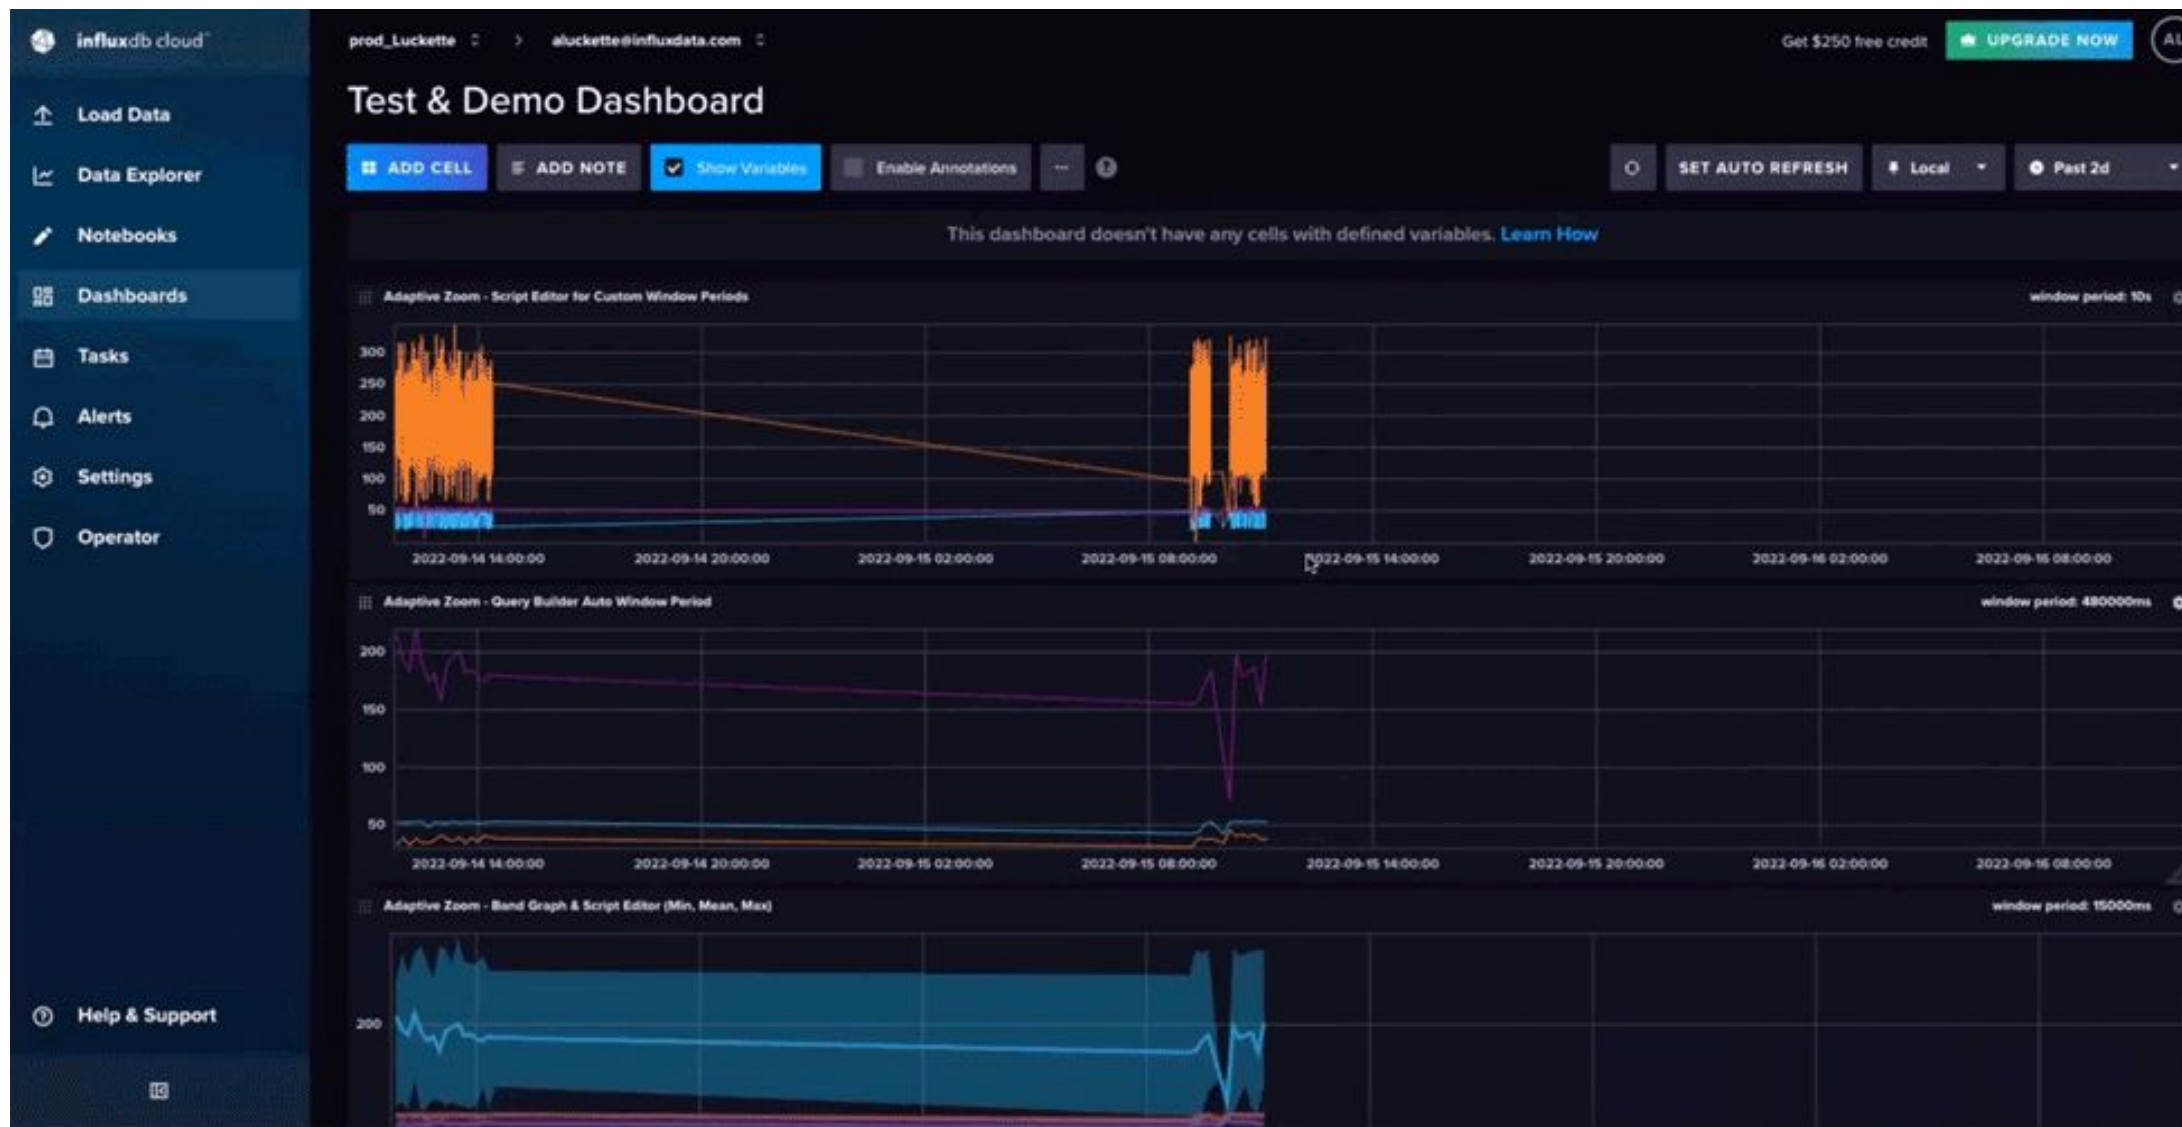 influxdb cloud™
prod_Luckette > aluckette@influxdata.com
Get $250 free credit UPGRADE NOW AL
Load Data
Data Explorer
Notebooks
Dashboards
Tasks
Alerts
Settings
Operator
Help & Support
Test & Demo Dashboard
ADD CELL ADD NOTE Show Variables Enable Annotations ... ? SET AUTO REFRESH Local Past 2d
This dashboard doesn't have any cells with defined variables. Learn How
Adaptive Zoom - Script Editor for Custom Window Periods window period: 10s
300
250
200
150
100
50
2022-09-14 14:00:00 2022-09-14 20:00:00 2022-09-15 02:00:00 2022-09-15 08:00:00 2022-09-15 14:00:00 2022-09-15 20:00:00 2022-09-16 02:00:00 2022-09-16 08:00:00
Adaptive Zoom - Query Builder Auto Window Period window period: 480000ms
200
150
100
50
2022-09-14 14:00:00 2022-09-14 20:00:00 2022-09-15 02:00:00 2022-09-15 08:00:00 2022-09-15 14:00:00 2022-09-15 20:00:00 2022-09-16 02:00:00 2022-09-16 08:00:00
Adaptive Zoom - Band Graph & Script Editor (Min, Mean, Max) window period: 15000ms
200